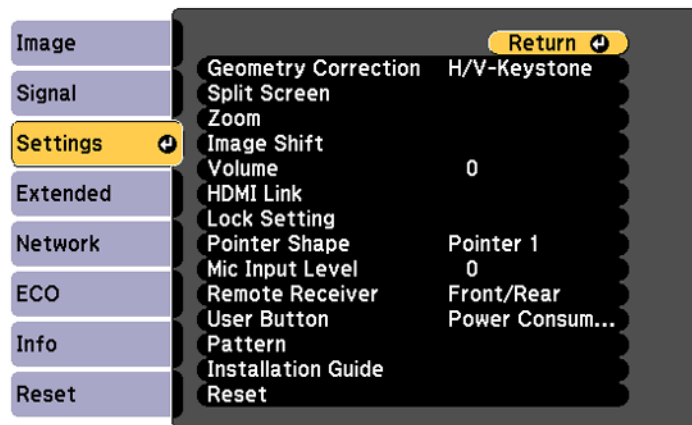 Image
Signal
Settings
Extended
Network
ECO
Info
Reset
Return
Geometry Correction H/V-Keystone
Split Screen
Zoom
Image Shift
Volume 0
HDMI Link
Lock Setting
Pointer Shape Pointer 1
Mic Input Level 0
Remote Receiver Front/Rear
User Button Power Consum...
Pattern
Installation Guide
Reset